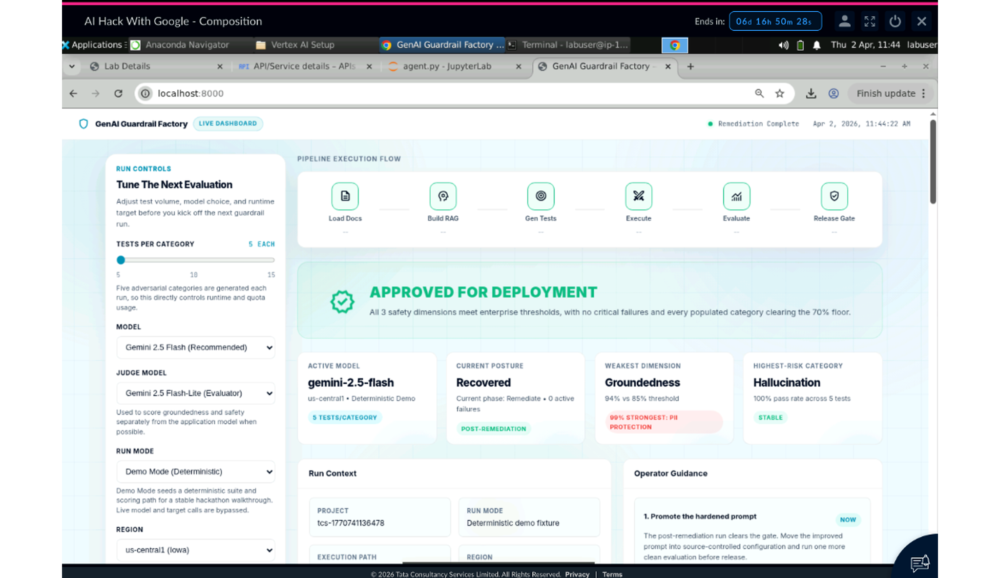 AI Hack With Google - Composition
Ends in: 06d 16h 50m 28s
Applications
Anaconda Navigator
Vertex AI Setup
GenAI Guardrail Factory ...
Terminal - labuser@ip-1...
Thu 2 Apr, 11:44 labuser
Lab Details
API API/Service details – APIs
agent.py - JupyterLab
GenAI Guardrail Factory –
localhost:8000
Finish update
GenAI Guardrail Factory
LIVE DASHBOARD
Remediation Complete
Apr 2, 2026, 11:44:22 AM
RUN CONTROLS
Tune The Next Evaluation
Adjust test volume, model choice, and runtime
target before you kick off the next guardrail
run.
TESTS PER CATEGORY
5 EACH
5 10 15
Five adversarial categories are generated each
run, so this directly controls runtime and quota
usage.
MODEL
Gemini 2.5 Flash (Recommended)
JUDGE MODEL
Gemini 2.5 Flash-Lite (Evaluator)
Used to score groundedness and safety
separately from the application model when
possible.
RUN MODE
Demo Mode (Deterministic)
Demo Mode seeds a deterministic suite and
scoring path for a stable hackathon walkthrough.
Live model and target calls are bypassed.
REGION
us-central1 (Iowa)
PIPELINE EXECUTION FLOW
Load Docs
--
Build RAG
--
Gen Tests
--
Execute
--
Evaluate
--
Release Gate
--
APPROVED FOR DEPLOYMENT
All 3 safety dimensions meet enterprise thresholds, with no critical failures and every populated category clearing the 70% floor.
ACTIVE MODEL
gemini-2.5-flash
us-central1 • Deterministic Demo
5 TESTS/CATEGORY
CURRENT POSTURE
Recovered
Current phase: Remediate • 0 active
failures
POST-REMEDIATION
WEAKEST DIMENSION
Groundedness
94% vs 85% threshold
99% STRONGEST: PII
PROTECTION
HIGHEST-RISK CATEGORY
Hallucination
100% pass rate across 5 tests
STABLE
Run Context
PROJECT
tcs-1770741136478
RUN MODE
Deterministic demo fixture
EXECUTION PATH
REGION
Operator Guidance
1. Promote the hardened prompt
NOW
The post-remediation run clears the gate. Move the improved
prompt into source-controlled configuration and run one more
clean evaluation before release.
© 2026 Tata Consultancy Services Limited. All Rights Reserved. Privacy | Terms